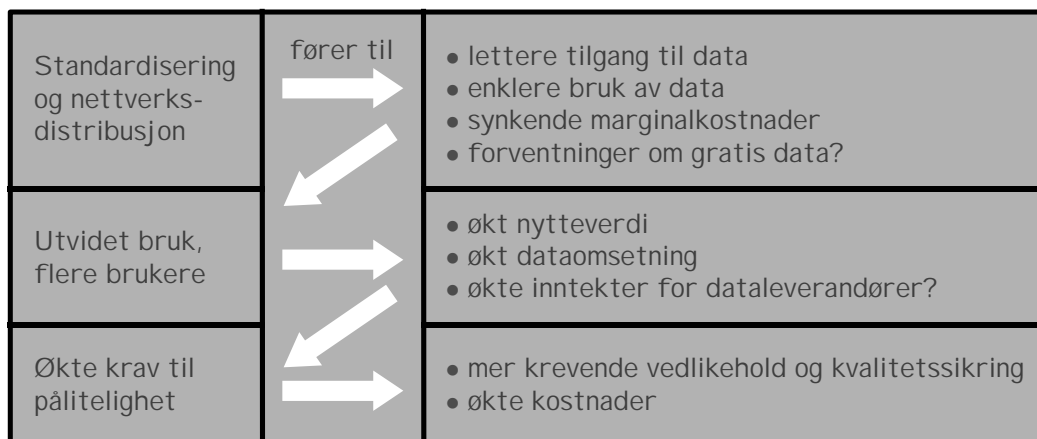 Standardisering
og nettverks-
distribusjon
fører til
• lettere tilgang til data
• enklere bruk av data
• synkende marginalkostnader
• forventninger om gratis data?
Utvidet bruk,
flere brukere
• økt nytteverdi
• økt dataomsetning
• økte inntekter for dataleverandører?
Økte krav til
pålitelighet
• mer krevende vedlikehold og kvalitetssikring
• økte kostnader